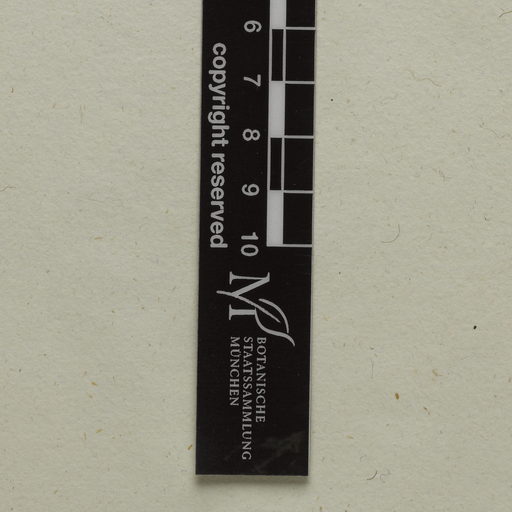 6
7
8
9
10
copyright reserved
M
BOTANISCHE
STAATSSAMMLUNG
MÜNCHEN